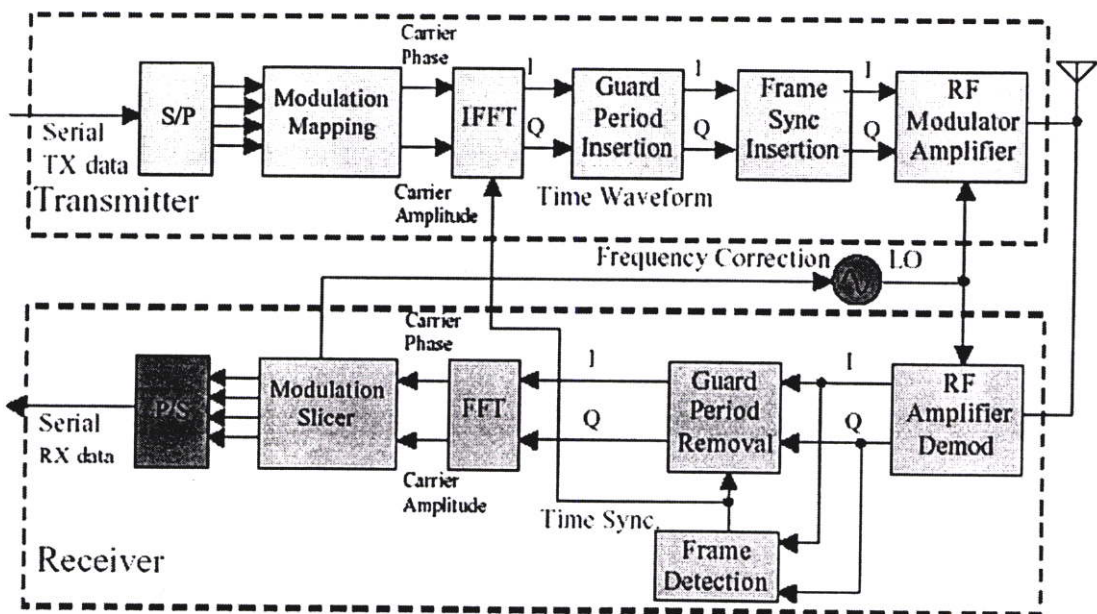 Carrier
Phase
S/P
Modulation
Mapping
IFFT
I
Q
Guard
Period
Insertion
I
Q
Frame
Sync
Insertion
I
Q
RF
Modulator
Amplifier
Serial
TX data
Transmitter
Carrier
Amplitude
Time Waveform
Frequency Correction
LO
Carrier
Phase
P/S
Modulation
Slicer
FFT
I
Q
Guard
Period
Removal
I
Q
RF
Amplifier
Demod
Serial
RX data
Carrier
Amplitude
Time Sync.
Frame
Detection
Receiver